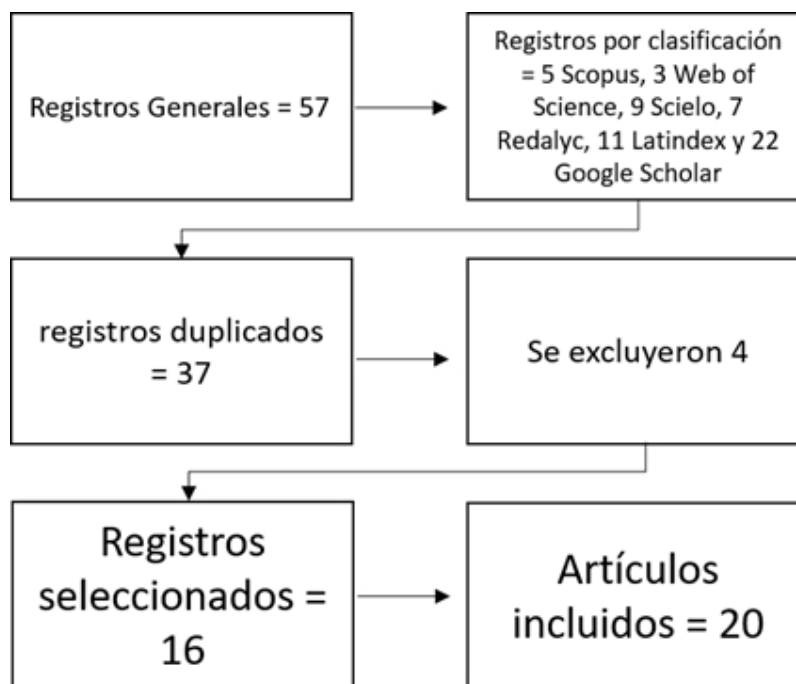 Registros Generales = 57
Registros por clasificación
= 5 Scopus, 3 Web of
Science, 9 Scielo, 7
Redalyc, 11 Latindex y 22
Google Scholar
registros duplicados
= 37
Se excluyeron 4
Registros
seleccionados =
16
Artículos
incluidos = 20